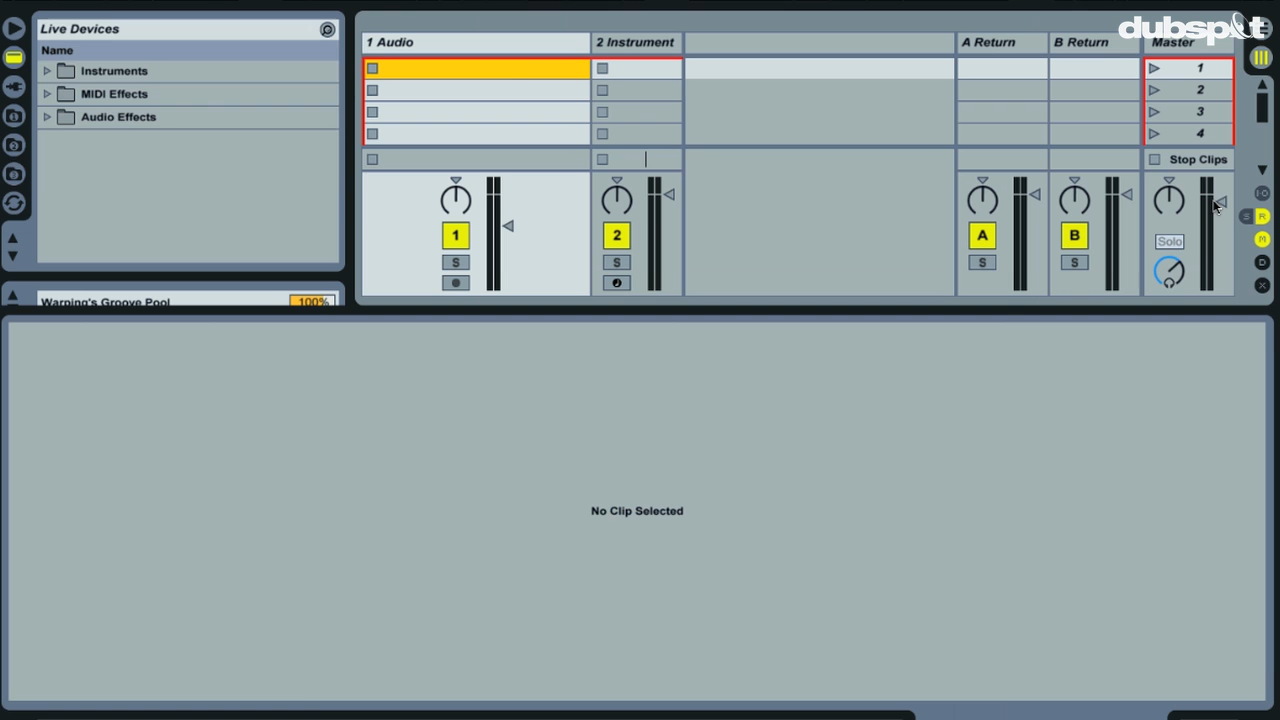 dubspot
Live Devices
Name
Instruments
MIDI Effects
Audio Effects
Warping's Groove Pool
100%
1 Audio
2 Instrument
A Return
B Return
Master
1
2
3
4
Stop Clips
1
2
A
B
Solo
S
S
S
S
S
R
M
D
X
No Clip Selected